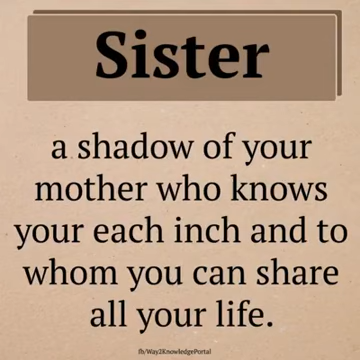 Sister
a shadow of your
mother who knows
your each inch and to
whom you can share
all your life.
fb/Way2KnowledgePortal